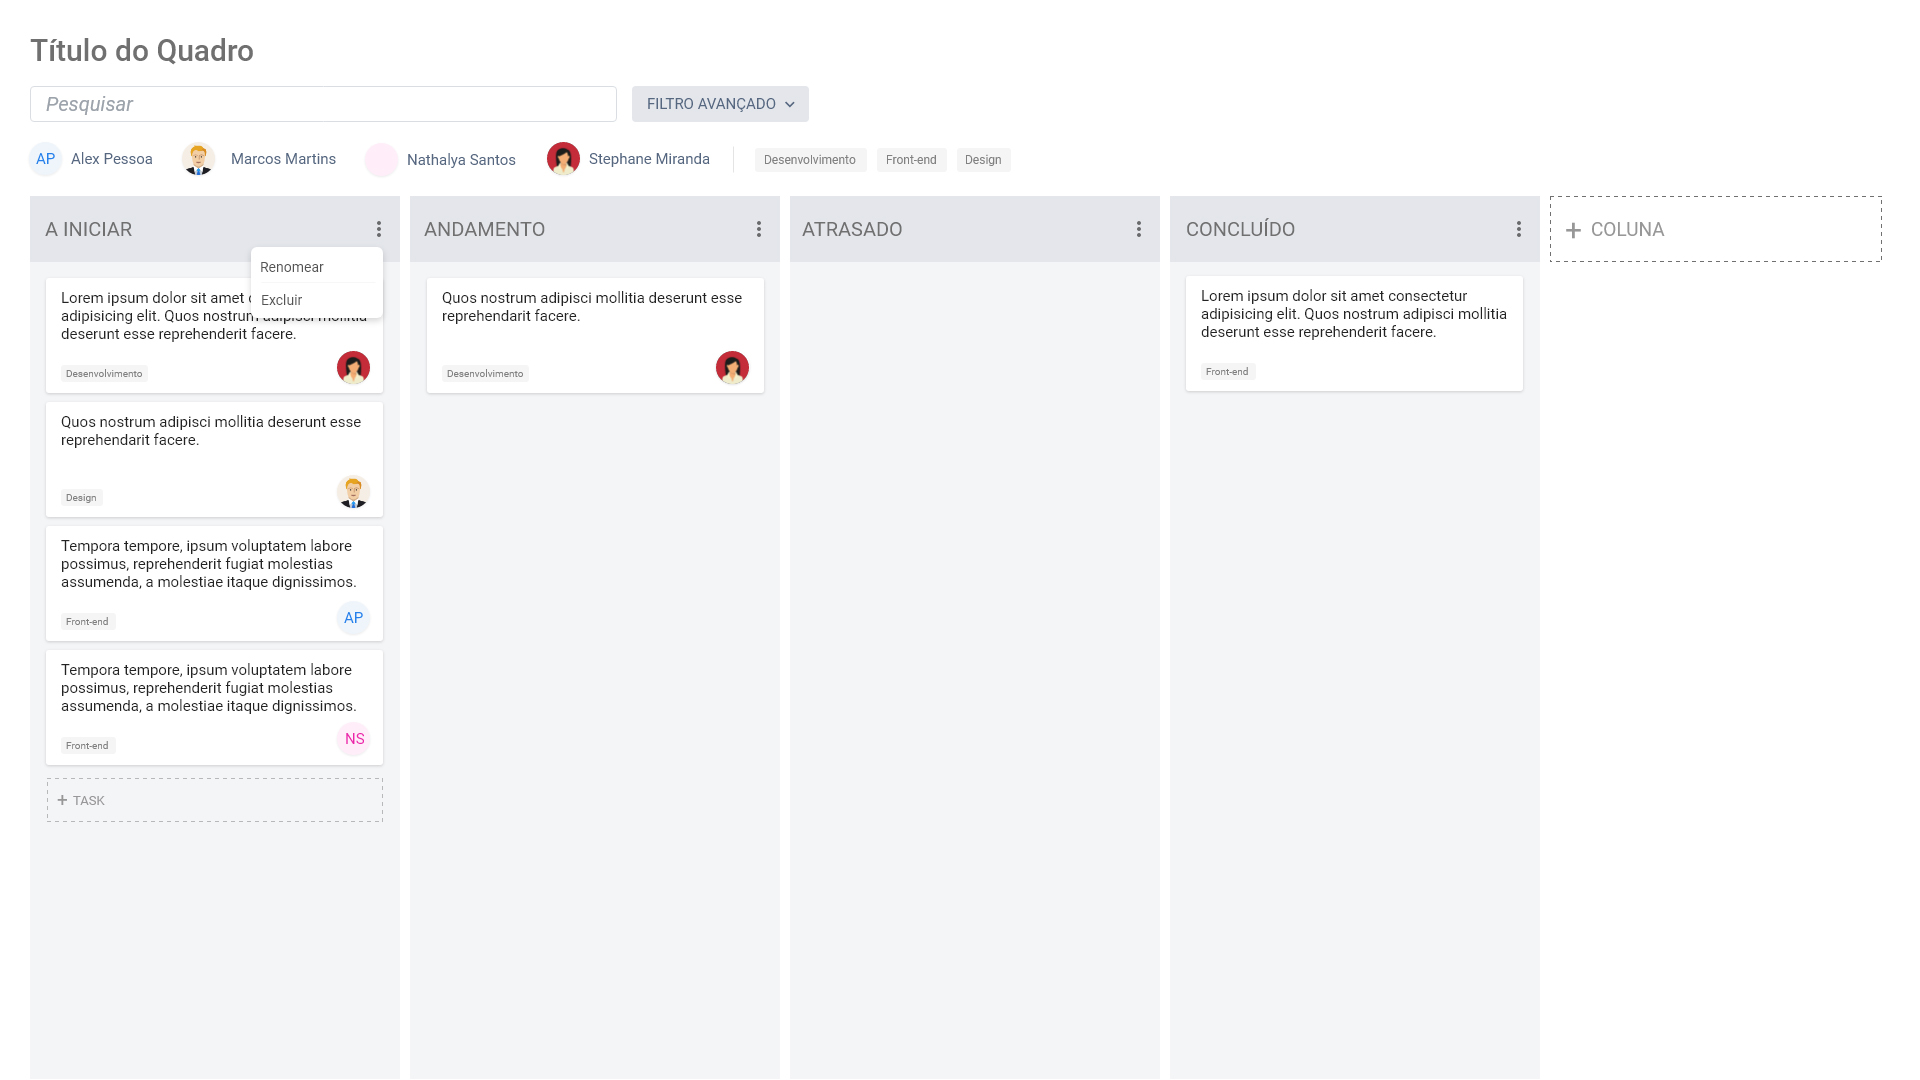 Título do Quadro
Pesquisar
FILTRO AVANÇADO
AP Alex Pessoa
Marcos Martins
Nathalya Santos
Stephane Miranda
Desenvolvimento
Front-end
Design
A INICIAR
Renomear
Excluir
Lorem ipsum dolor sit amet
adipisicing elit. Quos nostrum adipisci mollitia
deserunt esse reprehenderit facere.
Desenvolvimento
Quos nostrum adipisci mollitia deserunt esse
reprehendarit facere.
Design
Tempora tempore, ipsum voluptatem labore
possimus, reprehenderit fugiat molestias
assumenda, a molestiae itaque dignissimos.
Front-end
AP
Tempora tempore, ipsum voluptatem labore
possimus, reprehenderit fugiat molestias
assumenda, a molestiae itaque dignissimos.
Front-end
NS
+ TASK
ANDAMENTO
Quos nostrum adipisci mollitia deserunt esse
reprehendarit facere.
Desenvolvimento
ATRASADO
CONCLUÍDO
Lorem ipsum dolor sit amet consectetur
adipisicing elit. Quos nostrum adipisci mollitia
deserunt esse reprehenderit facere.
Front-end
+ COLUNA